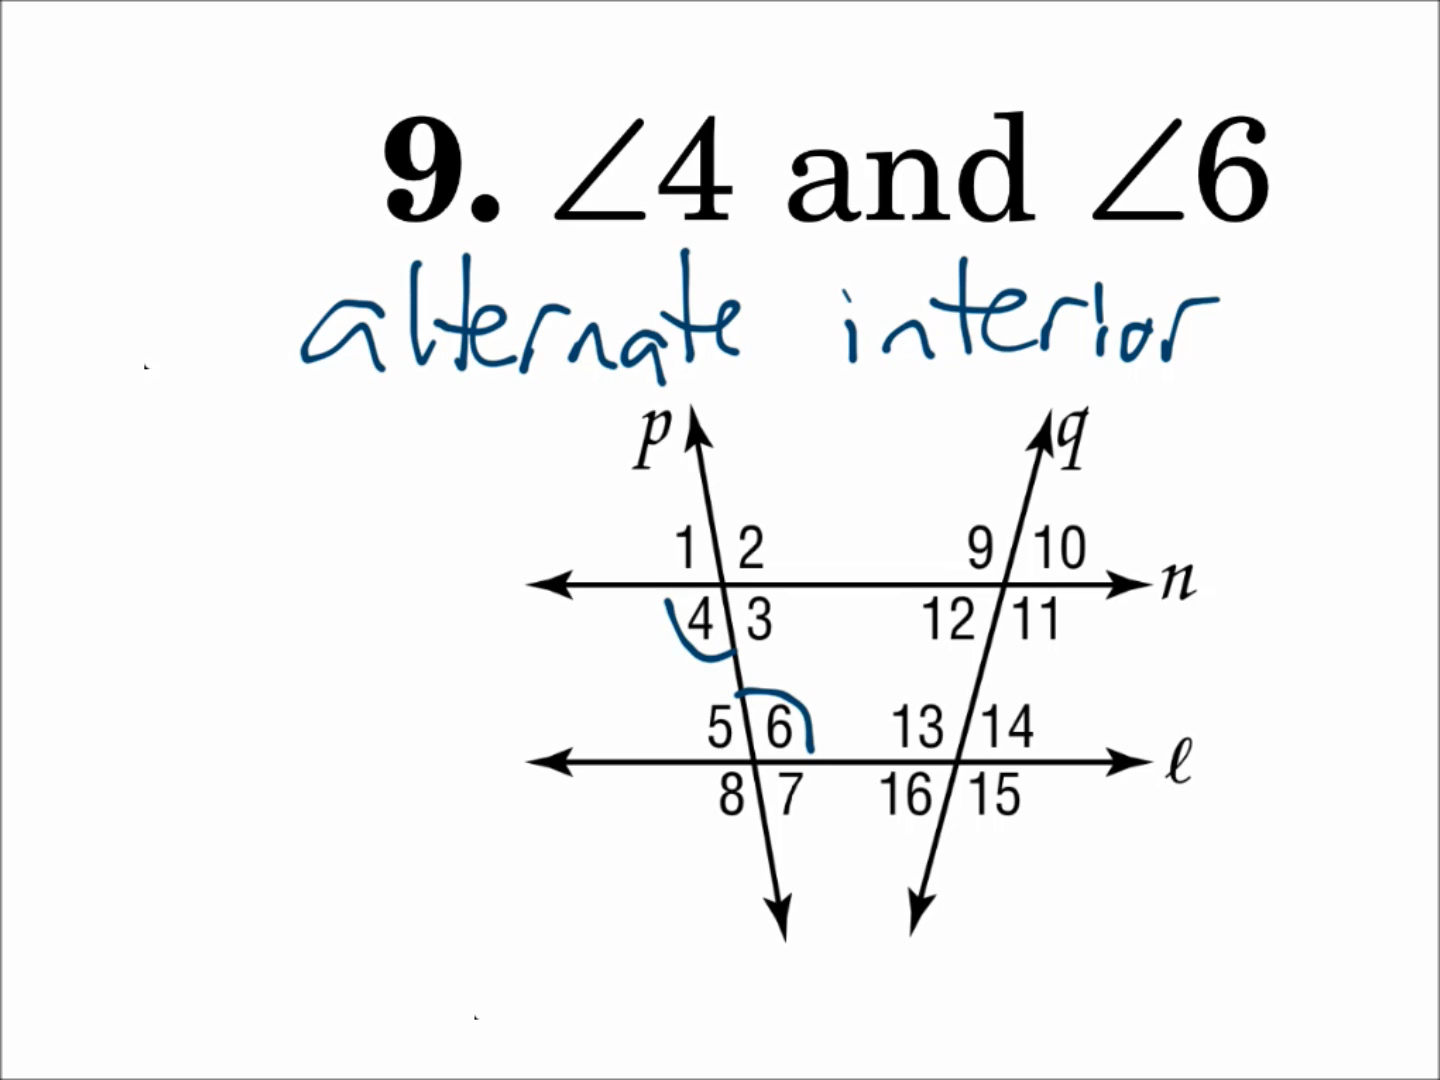 9. ∠4 and ∠6
alternate interior
p q
1 2 9 10
n
4 3 12 11
5 6 13 14
ℓ
8 7 16 15